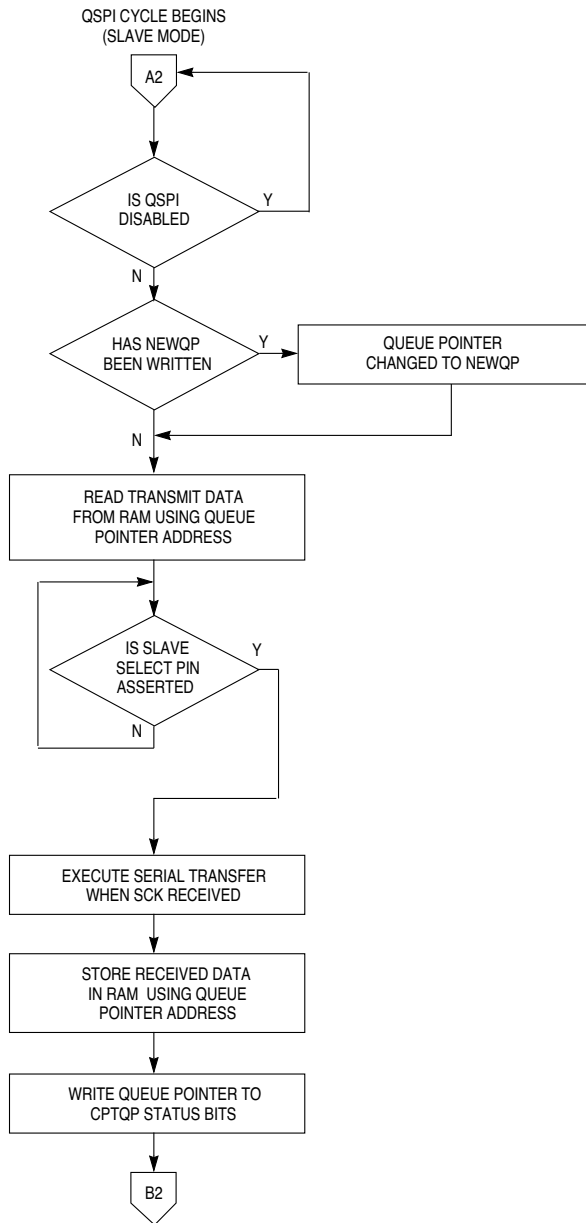 QSPI CYCLE BEGINS
(SLAVE MODE)
A2
IS QSPI
DISABLED
Y
N
HAS NEWQP
BEEN WRITTEN
Y
QUEUE POINTER
CHANGED TO NEWQP
N
READ TRANSMIT DATA
FROM RAM USING QUEUE
POINTER ADDRESS
IS SLAVE
SELECT PIN
ASSERTED
Y
N
EXECUTE SERIAL TRANSFER
WHEN SCK RECEIVED
STORE RECEIVED DATA
IN RAM USING QUEUE
POINTER ADDRESS
WRITE QUEUE POINTER TO
CPTQP STATUS BITS
B2